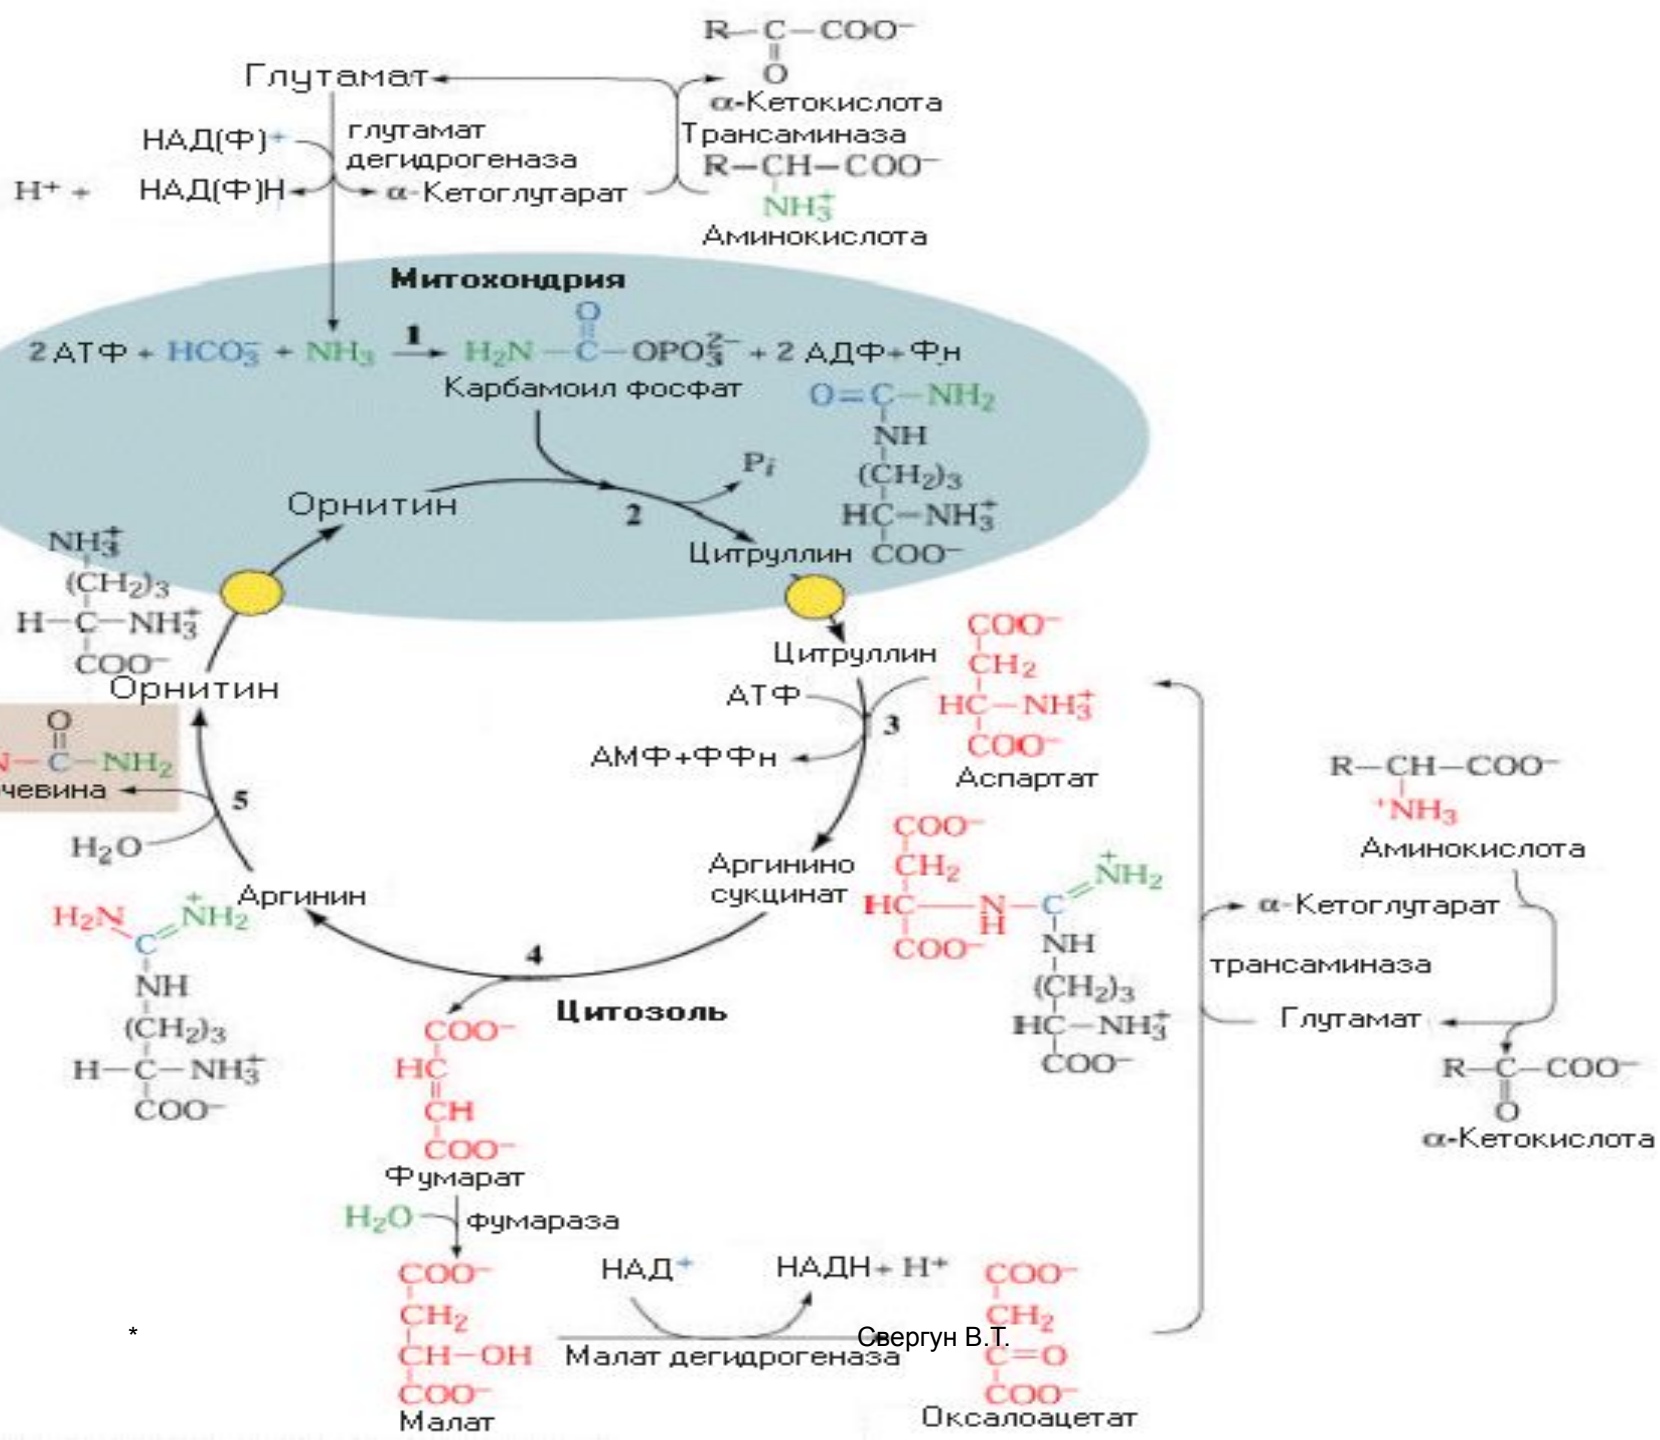 R—C—COO⁻
O
Глутамат
α-Кетокислота
НАД(Ф)⁺
глутамат
дегидрогеназа
Трансаминаза
R—CH—COO⁻
H⁺ + НАД(Ф)Н
α-Кетоглутарат
NH₃⁺
Аминокислота
Митохондрия
O
2 АТФ + HCO₃⁻ + NH₃
1
H₂N—C—OPO₃²⁻ + 2 АДФ + Фн
Карбамоил фосфат
O=C—NH₂
NH
(CH₂)₃
HC—NH₃⁺
COO⁻
Pi
Орнитин
2
Цитруллин
NH₃⁺
(CH₂)₃
H—C—NH₃⁺
COO⁻
Орнитин
Цитруллин
COO⁻
CH₂
HC—NH₃⁺
COO⁻
Аспартат
АТФ
3
АМФ+ФФн
O
N—C—NH₂
чевина
5
H₂O
R—CH—COO⁻
⁺NH₃
Аминокислота
Аргинино
сукцинат
COO⁻
CH₂
HC—N—C=NH₂⁺
H
COO⁻
NH
(CH₂)₃
HC—NH₃⁺
COO⁻
Аргинин
H₂N
C=NH₂⁺
NH
(CH₂)₃
H—C—NH₃⁺
COO⁻
α-Кетоглутарат
трансаминаза
Глутамат
R—C—COO⁻
O
α-Кетокислота
4
Цитозоль
COO⁻
HC
CH
COO⁻
Фумарат
H₂O
фумараза
COO⁻
CH₂
CH—OH
COO⁻
Малат
НАД⁺
НАДН + H⁺
Малат дегидрогеназа
COO⁻
CH₂
C=O
COO⁻
Оксалоацетат
*
Свергун В.Т.